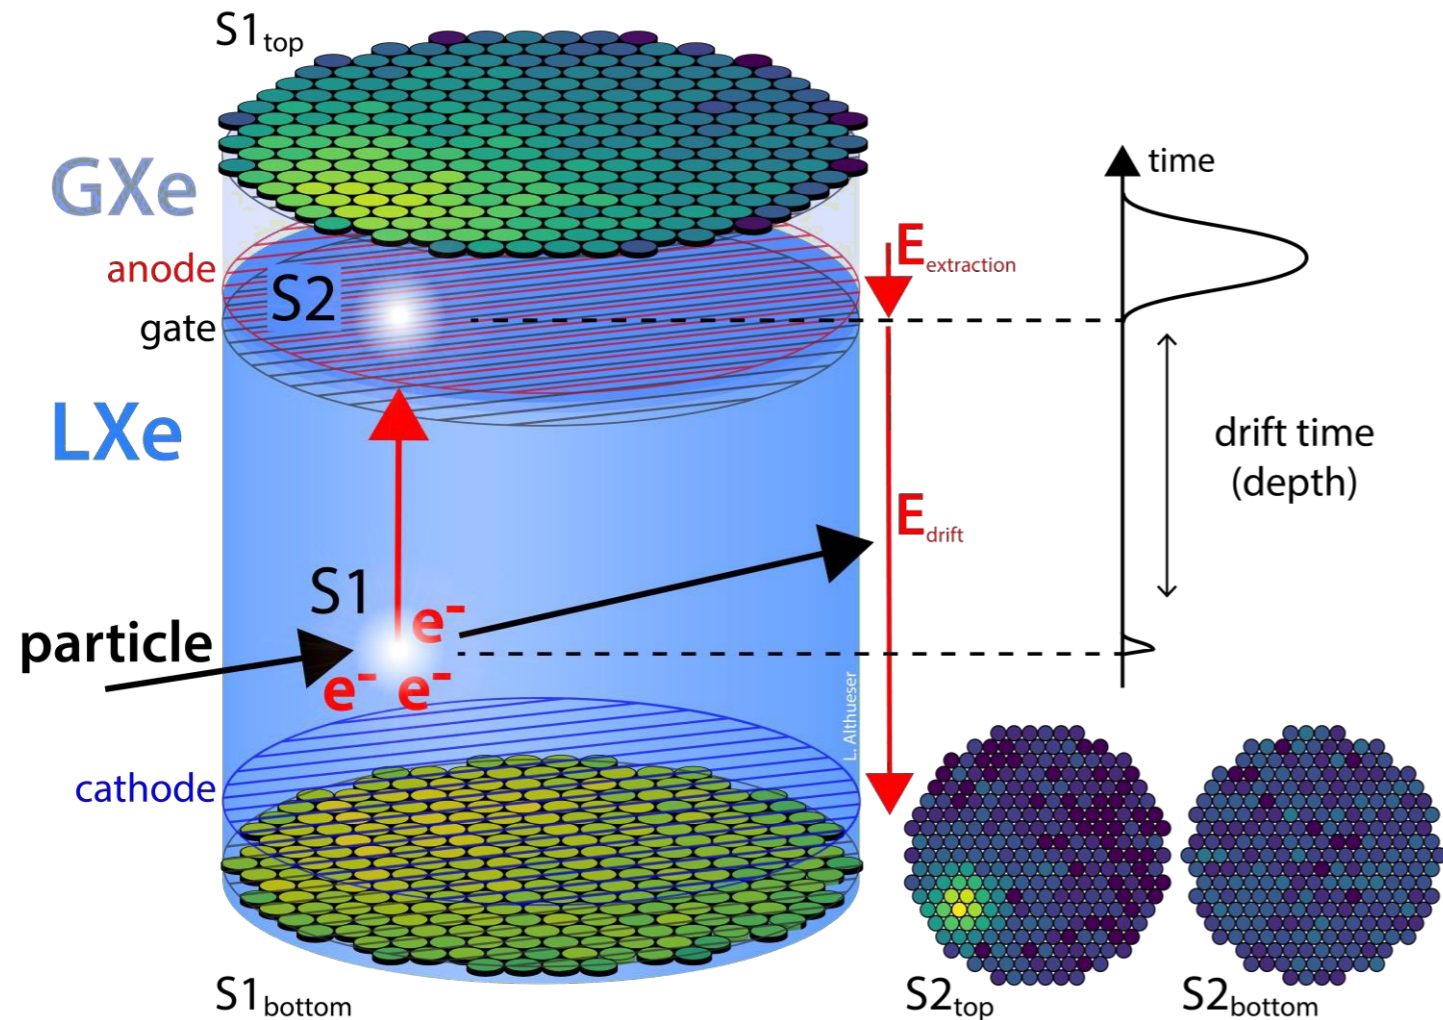 S1top
GXe
anode
S2
gate
LXe
Eextraction
time
drift time
(depth)
Edrift
S1
e-
particle
e- e-
L. Althueser
cathode
S1bottom
S2top
S2bottom